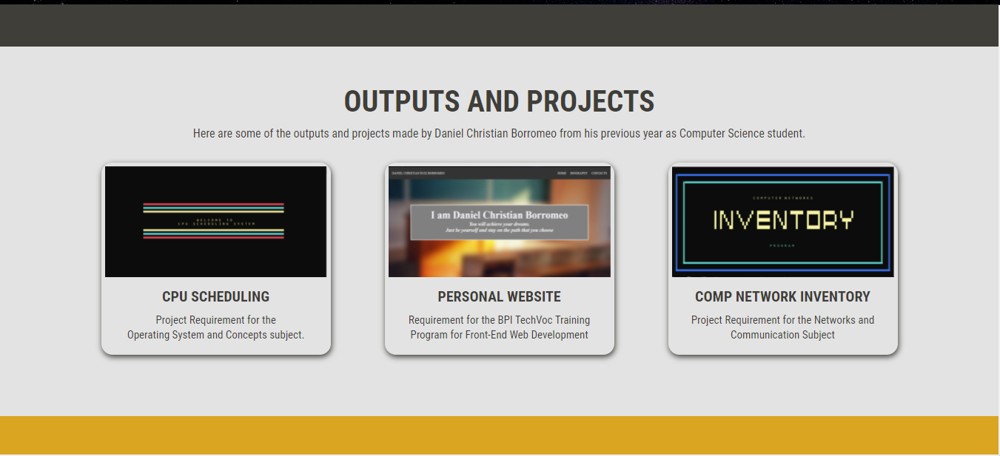 OUTPUTS AND PROJECTS
Here are some of the outputs and projects made by Daniel Christian Borromeo from his previous year as Computer Science student.
WELCOME TO
CPU SCHEDULING SYSTEM
CPU SCHEDULING
Project Requirement for the
Operating System and Concepts subject.
DANIEL CHRISTIAN RUIZ BORROMEO
HOME BIOGRAPHY CONTACTS
I am Daniel Christian Borromeo
You will achieve your dreams.
Just be yourself and stay on the path that you choose
PERSONAL WEBSITE
Requirement for the BPI TechVoc Training
Program for Front-End Web Development
COMPUTER NETWORKS
INVENTORY
PROGRAM
COMP NETWORK INVENTORY
Project Requirement for the Networks and
Communication Subject